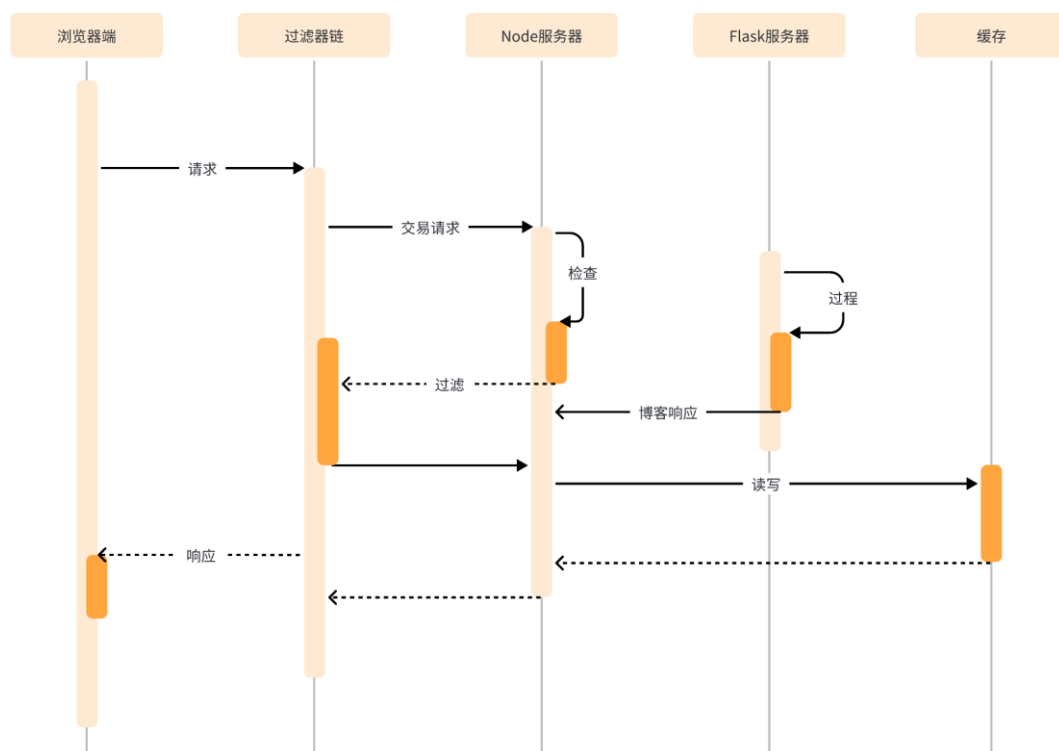 浏览器端
过滤器链
Node服务器
Flask服务器
缓存
请求
交易请求
检查
过程
过滤
博客响应
读写
响应